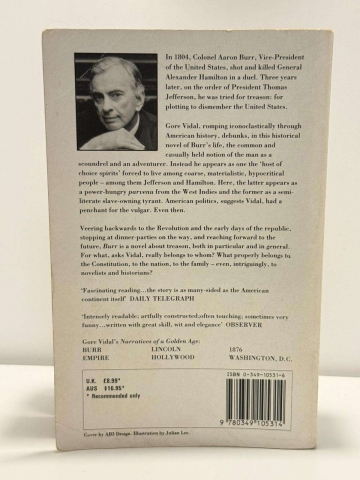 In 1804, Colonel Aaron Burr, Vice-President
of the United States, shot and killed General
Alexander Hamilton in a duel. Three years
later, on the order of President Thomas
Jefferson, he was tried for treason: for
plotting to dismember the United States.
Gore Vidal, romping iconoclastically through
American history, debunks, in this historical
novel of Burr's life, the common and
casually held notion of the man as a
scoundrel and an adventurer. Instead he appears as one the 'host of
choice spirits' forced to live among coarse, materialistic, hypocritical
people – among them Jefferson and Hamilton. Here, the latter appears as
a power-hungry parvenu from the West Indies and the former as a semi-
literate slave-owning tyrant. American politics, suggests Vidal, had a
penchant for the vulgar. Even then.
Veering backwards to the Revolution and the early days of the republic,
stopping at dinner-parties on the way, and reaching forward to the
future, Burr is a novel about treason, both in particular and in general.
For what, asks Vidal, really belongs to whom? What properly belongs to
the Constitution, to the nation, to the family – even, intriguingly, to
novelists and historians?
'Fascinating reading...the story is as many-sided as the American
continent itself' DAILY TELEGRAPH
'Intensely readable; artfully constructed;often touching; sometimes very
funny...written with great skill, wit and elegance' OBSERVER
Gore Vidal's Narratives of a Golden Age:
BURR LINCOLN 1876
EMPIRE HOLLYWOOD WASHINGTON, D.C.
U.K. £8.99*
AUS $16.95*
* Recommended only
ISBN 0-349-10531-6
9 780349 105314
Cover by AHD Design. Illustration by Julian Lee.